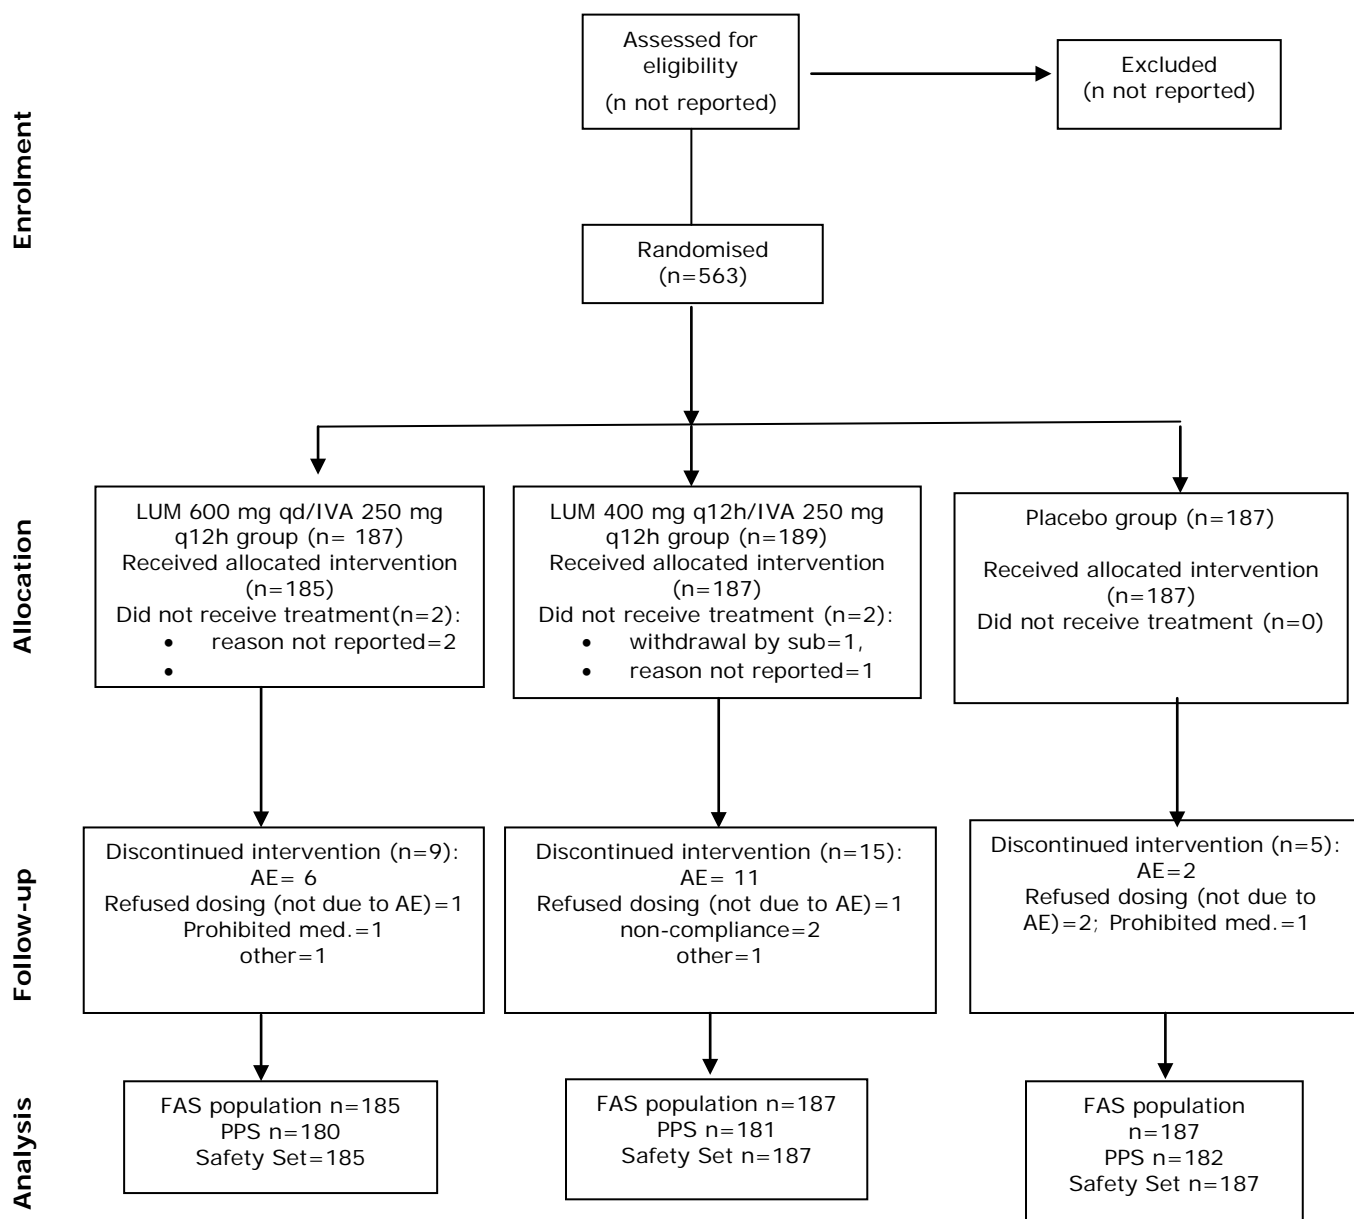 Enrolment
Assessed for
eligibility
(n not reported)
Excluded
(n not reported)
Randomised
(n=563)
Allocation
LUM 600 mg qd/IVA 250 mg
q12h group (n= 187)
Received allocated intervention
(n=185)
Did not receive treatment(n=2):
• reason not reported=2
•
LUM 400 mg q12h/IVA 250 mg
q12h group (n=189)
Received allocated intervention
(n=187)
Did not receive treatment (n=2):
• withdrawal by sub=1,
• reason not reported=1
Placebo group (n=187)
Received allocated intervention
(n=187)
Did not receive treatment (n=0)
Follow-up
Discontinued intervention (n=9):
AE= 6
Refused dosing (not due to AE)=1
Prohibited med.=1
other=1
Discontinued intervention (n=15):
AE= 11
Refused dosing (not due to AE)=1
non-compliance=2
other=1
Discontinued intervention (n=5):
AE=2
Refused dosing (not due to
AE)=2; Prohibited med.=1
Analysis
FAS population n=185
PPS n=180
Safety Set=185
FAS population n=187
PPS n=181
Safety Set n=187
FAS population
n=187
PPS n=182
Safety Set n=187